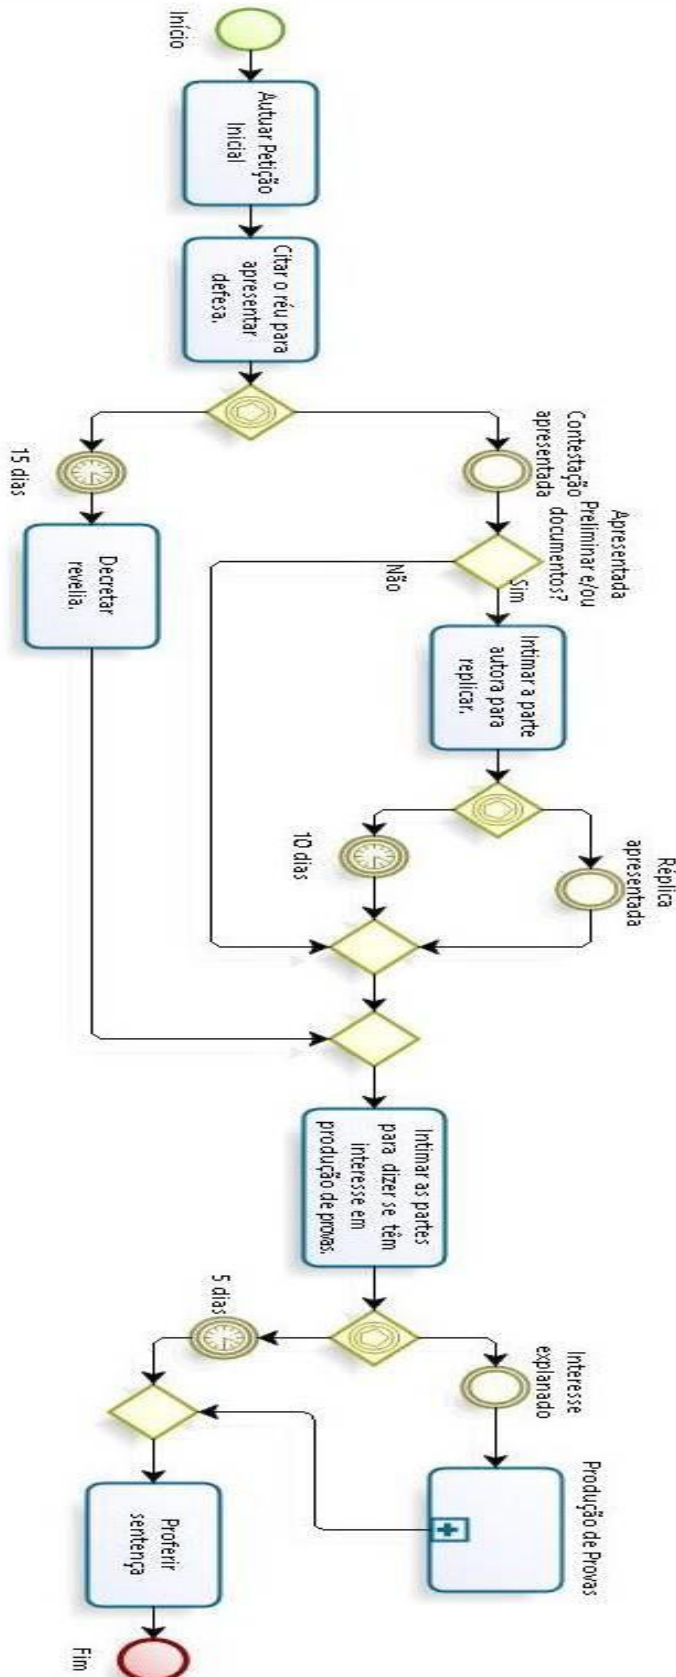 Início
Autuar Petição
Inicial
Citar o réu para
apresentar
defesa.
Contestação
apresentada
Apresentada
Preliminar e/ou
documentos?
Sim
Não
15 dias
Decretar
revelia.
Intimar a parte
autora para
replicar.
Réplica
apresentada
10 dias
Intimar as partes
para dizer se têm
interesse em
produção de provas.
Interesse
explanado
5 dias
Produção de Provas
Proferir
sentença
Fim